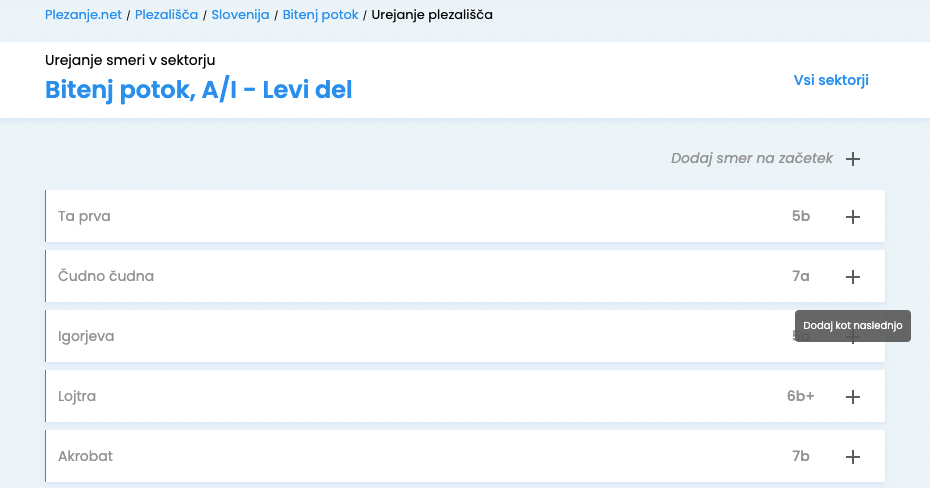 Plezanje.net / Plezališča / Slovenija / Bitenj potok / Urejanje plezališča
Urejanje smeri v sektorju
Bitenj potok, A/I - Levi del
Vsi sektorji
Dodaj smer na začetek
Ta prva 5b
Čudno čudna 7a
Dodaj kot naslednjo
Igorjeva
Lojtra 6b+
Akrobat 7b